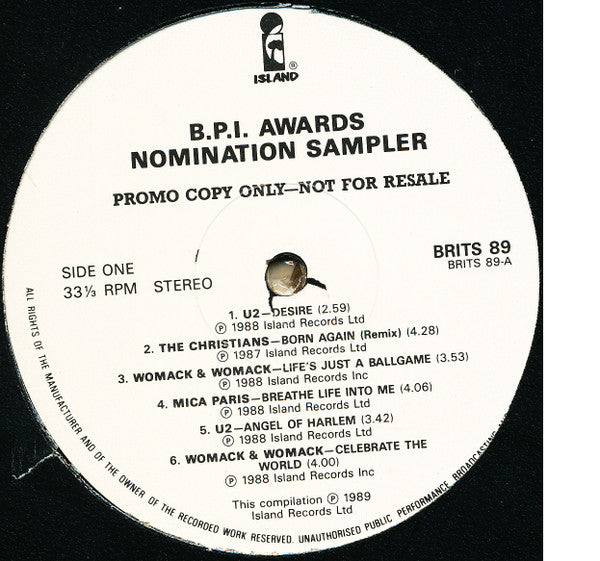 ISLAND ®
B.P.I. AWARDS
NOMINATION SAMPLER
PROMO COPY ONLY—NOT FOR RESALE
SIDE ONE
33⅓ RPM STEREO
BRITS 89
BRITS 89-A
1. U2—DESIRE (2.59)
℗ 1988 Island Records Ltd
2. THE CHRISTIANS—BORN AGAIN (Remix) (4.28)
℗ 1987 Island Records Ltd
3. WOMACK & WOMACK—LIFE'S JUST A BALLGAME (3.53)
℗ 1988 Island Records Inc
4. MICA PARIS—BREATHE LIFE INTO ME (4.06)
℗ 1988 Island Records Ltd
5. U2—ANGEL OF HARLEM (3.42)
℗ 1988 Island Records Ltd
6. WOMACK & WOMACK—CELEBRATE THE
WORLD (4.00)
℗ 1988 Island Records Inc
This compilation ℗ 1989
Island Records Ltd
ALL RIGHTS OF THE MANUFACTURER AND OF THE OWNER OF THE RECORDED WORK RESERVED. UNAUTHORISED PUBLIC PERFORMANCE BROADCASTING